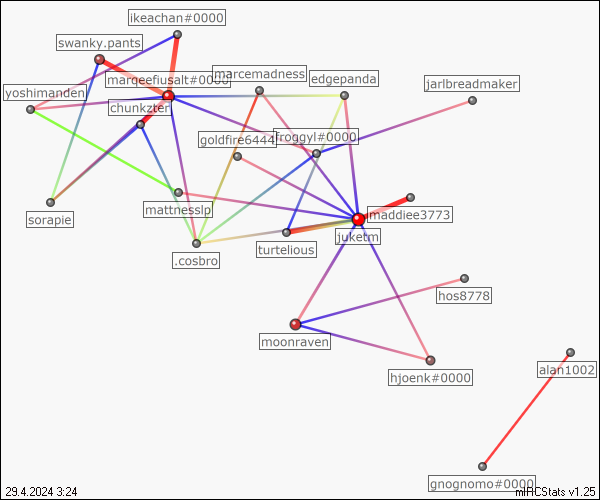 ikeachan#0000
swanky.pants
marqeefiusalt#0000
marcemadness
edgepanda
jarlbreadmaker
yoshimanden
chunkzter
goldfire6444
froggyl#0000
mattnesslp
maddiee3773
sorapie
juketm
turtelious
.cosbro
hos8778
moonraven
hjoenk#0000
alan1002
gnognomo#0000
29.4.2024 3:24
mIRCStats v1.25